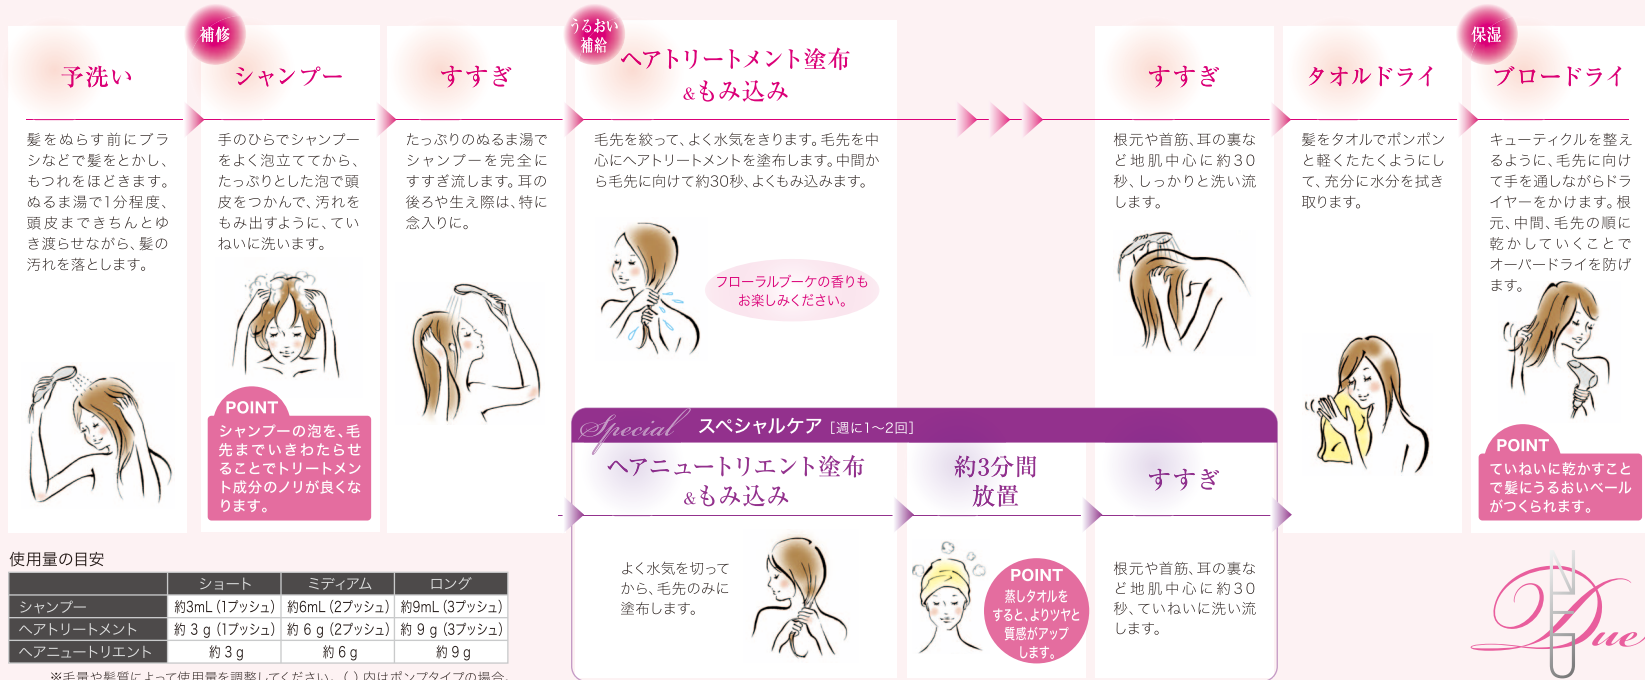 予洗い
髪をぬらす前にブラ
シなどで髪をとかし、
もつれをほどきます。
ぬるま湯で1分程度、
頭皮まできちんとゆ
き渡らせながら、髪の
汚れを落とします。
補修
シャンプー
手のひらでシャンプー
をよく泡立ててから、
たっぷりとした泡で頭
皮をつかんで、汚れを
もみ出すように、てい
ねいに洗います。
POINT
シャンプーの泡を、毛
先までいきわたらせ
ることでトリートメン
ト成分のノリが良くな
ります。
すすぎ
たっぷりのぬるま湯で
シャンプーを完全に
すすぎ流します。耳の
後ろや生え際は、特に
念入りに。
うるおい
補給
ヘアトリートメント塗布
&もみ込み
毛先を絞って、よく水気をきります。毛先を中
心にヘアトリートメントを塗布します。中間か
ら毛先に向けて約30秒、よくもみ込みます。
フローラルブーケの香りも
お楽しみください。
すすぎ
根元や首筋、耳の裏な
ど地肌中心に約30
秒、しっかりと洗い流
します。
タオルドライ
髪をタオルでポンポン
と軽くたたくようにし
て、充分に水分を拭き
取ります。
保湿
ブロードライ
キューティクルを整え
るように、毛先に向け
て手を通しながらドラ
イヤーをかけます。根
元、中間、毛先の順に
乾かしていくことで
オーバードライを防げ
ます。
POINT
ていねいに乾かすこと
で髪にうるおいベール
がつくられます。
Special スペシャルケア [週に1〜2回]
ヘアニュートリエント塗布
&もみ込み
よく水気を切って
から、毛先のみに
塗布します。
約3分間
放置
POINT
蒸しタオルを
すると、よりツヤと
質感がアップ
します。
すすぎ
根元や首筋、耳の裏な
ど地肌中心に約30
秒、ていねいに洗い流
します。
使用量の目安
ショート ミディアム ロング
シャンプー 約3mL（1プッシュ） 約6mL（2プッシュ） 約9mL（3プッシュ）
ヘアトリートメント 約3g（1プッシュ） 約6g（2プッシュ） 約9g（3プッシュ）
ヘアニュートリエント 約3g 約6g 約9g
※毛量や髪質によって使用量を調整してください。（ ）内はポンプタイプの場合。
Due